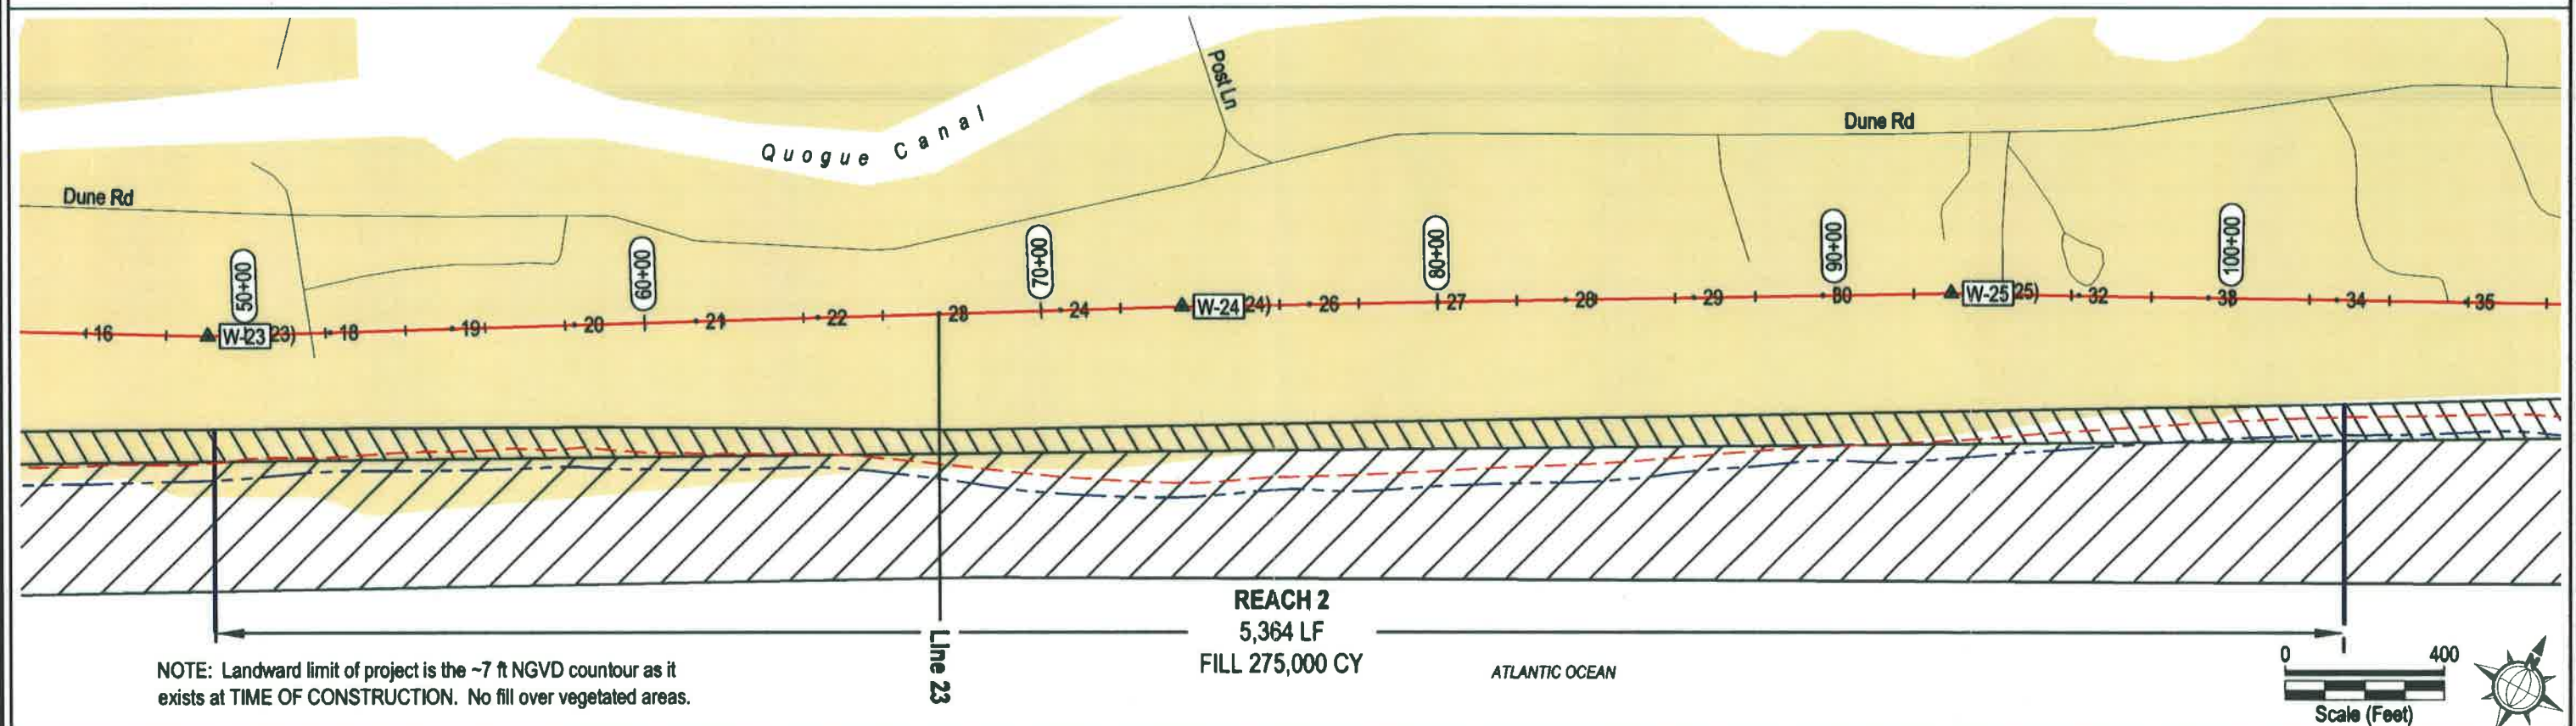 Post Ln
Quogue Canal
Dune Rd
Dune Rd
50+00
60+00
70+00
80+00
90+00
100+00
16
W-23 23)
18
19
20
21
22
23
24
W-24 24)
26
27
28
29
30
W-25 25)
32
33
34
35
REACH 2
5,364 LF
FILL 275,000 CY
Line 23
ATLANTIC OCEAN
NOTE: Landward limit of project is the ~7 ft NGVD countour as it
exists at TIME OF CONSTRUCTION. No fill over vegetated areas.
0 400
Scale (Feet)
N